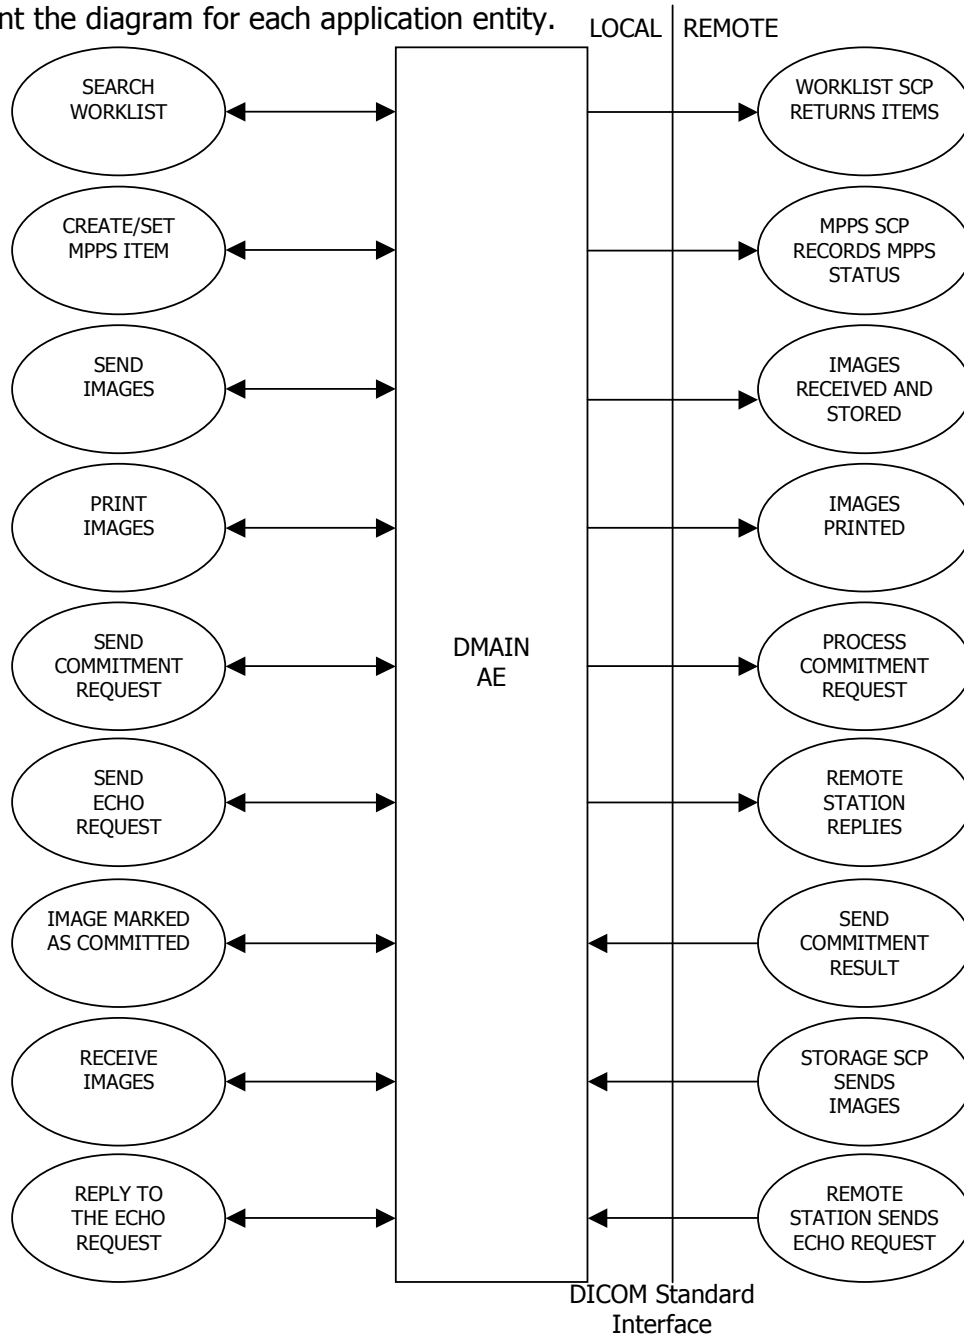 nt the diagram for each application entity.
LOCAL
REMOTE
SEARCH
WORKLIST
WORKLIST SCP
RETURNS ITEMS
CREATE/SET
MPPS ITEM
MPPS SCP
RECORDS MPPS
STATUS
SEND
IMAGES
IMAGES
RECEIVED AND
STORED
PRINT
IMAGES
IMAGES
PRINTED
SEND
COMMITMENT
REQUEST
DMAIN
AE
PROCESS
COMMITMENT
REQUEST
SEND
ECHO
REQUEST
REMOTE
STATION
REPLIES
IMAGE MARKED
AS COMMITTED
SEND
COMMITMENT
RESULT
RECEIVE
IMAGES
STORAGE SCP
SENDS
IMAGES
REPLY TO
THE ECHO
REQUEST
REMOTE
STATION SENDS
ECHO REQUEST
DICOM Standard
Interface